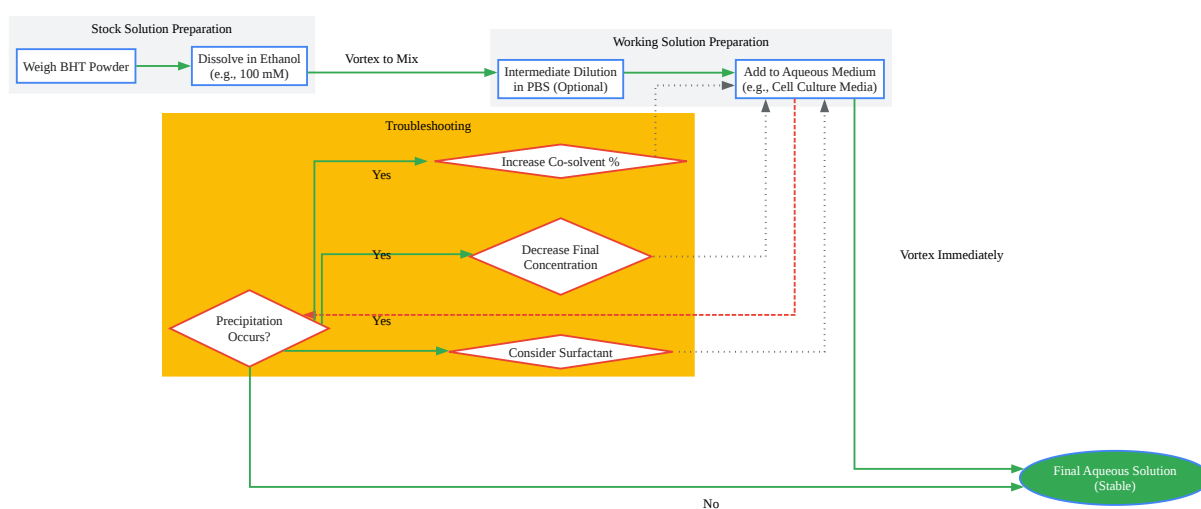 Stock Solution Preparation
Weigh BHT Powder
Dissolve in Ethanol
(e.g., 100 mM)
Vortex to Mix
Working Solution Preparation
Intermediate Dilution
in PBS (Optional)
Add to Aqueous Medium
(e.g., Cell Culture Media)
Troubleshooting
Increase Co-solvent %
Yes
Decrease Final
Concentration
Yes
Vortex Immediately
Precipitation
Occurs?
Yes
Consider Surfactant
Final Aqueous Solution
(Stable)
No